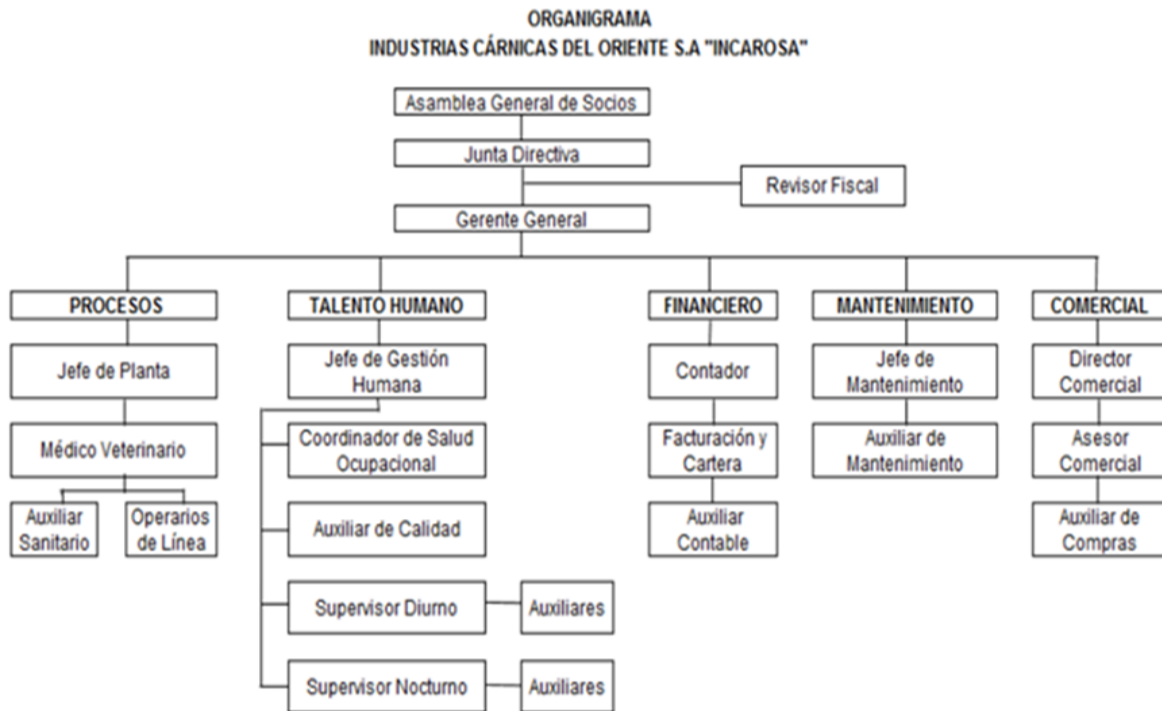 ORGANIGRAMA
INDUSTRIAS CÁRNICAS DEL ORIENTE S.A "INCAROSA"
Asamblea General de Socios
Junta Directiva
Revisor Fiscal
Gerente General
PROCESOS
TALENTO HUMANO
FINANCIERO
MANTENIMIENTO
COMERCIAL
Jefe de Planta
Jefe de Gestión
Humana
Contador
Jefe de
Mantenimiento
Director
Comercial
Médico Veterinario
Coordinador de Salud
Ocupacional
Facturación y
Cartera
Auxiliar de
Mantenimiento
Asesor
Comercial
Auxiliar
Sanitario
Operarios
de Línea
Auxiliar de Calidad
Auxiliar
Contable
Auxiliar de
Compras
Supervisor Diurno
Auxiliares
Supervisor Nocturno
Auxiliares